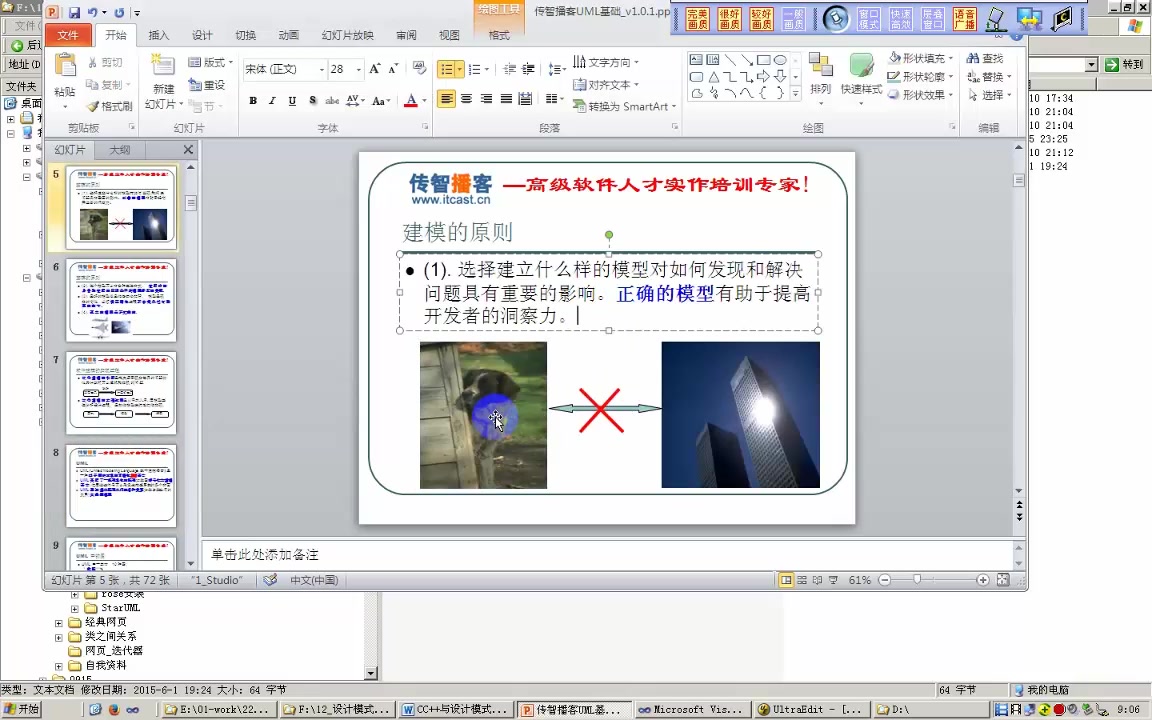 传智播客UML基础_v1.0.1.pp
绘图工具
完美画质 很好画质 较好画质 一般画质 窗口模式 快速高效 层叠窗口 语音广播
文件 开始 插入 设计 切换 动画 幻灯片放映 审阅 视图 格式
粘贴 剪切 复制 格式刷 剪贴板
新建幻灯片 版式 重设 节 幻灯片
宋体 (正文) 28
B I U S abc AV Aa A 字体
文字方向 对齐文本 转换为 SmartArt 段落
排列 快速样式 形状填充 形状轮廓 形状效果 绘图
查找 替换 选择 编辑
转到
地址(D)
文件夹
桌面
10 17:34
10 21:04
10 21:04
5 23:25
10 21:12
1 19:24
幻灯片 大纲
5
6
7
8
9
传智播客 —高级软件人才实作培训专家!
www.itcast.cn
建模的原则
● (1). 选择建立什么样的模型对如何发现和解决
问题具有重要的影响。正确的模型有助于提高
开发者的洞察力。
单击此处添加备注
幻灯片 第 5 张，共 72 张 "1_Studio" 中文(中国) 61%
rose安装
StarUML
经典网页
类之间关系
网页_迭代器
自我资料
0915
类型: 文本文档 修改日期: 2015-6-1 19:24 大小: 64 字节 64 字节 我的电脑
开始 E:\01-work\22... F:\12_设计模式... CC++与设计模式... 传智播客UML基... Microsoft Vis... UltraEdit - [... D:\ 9:06